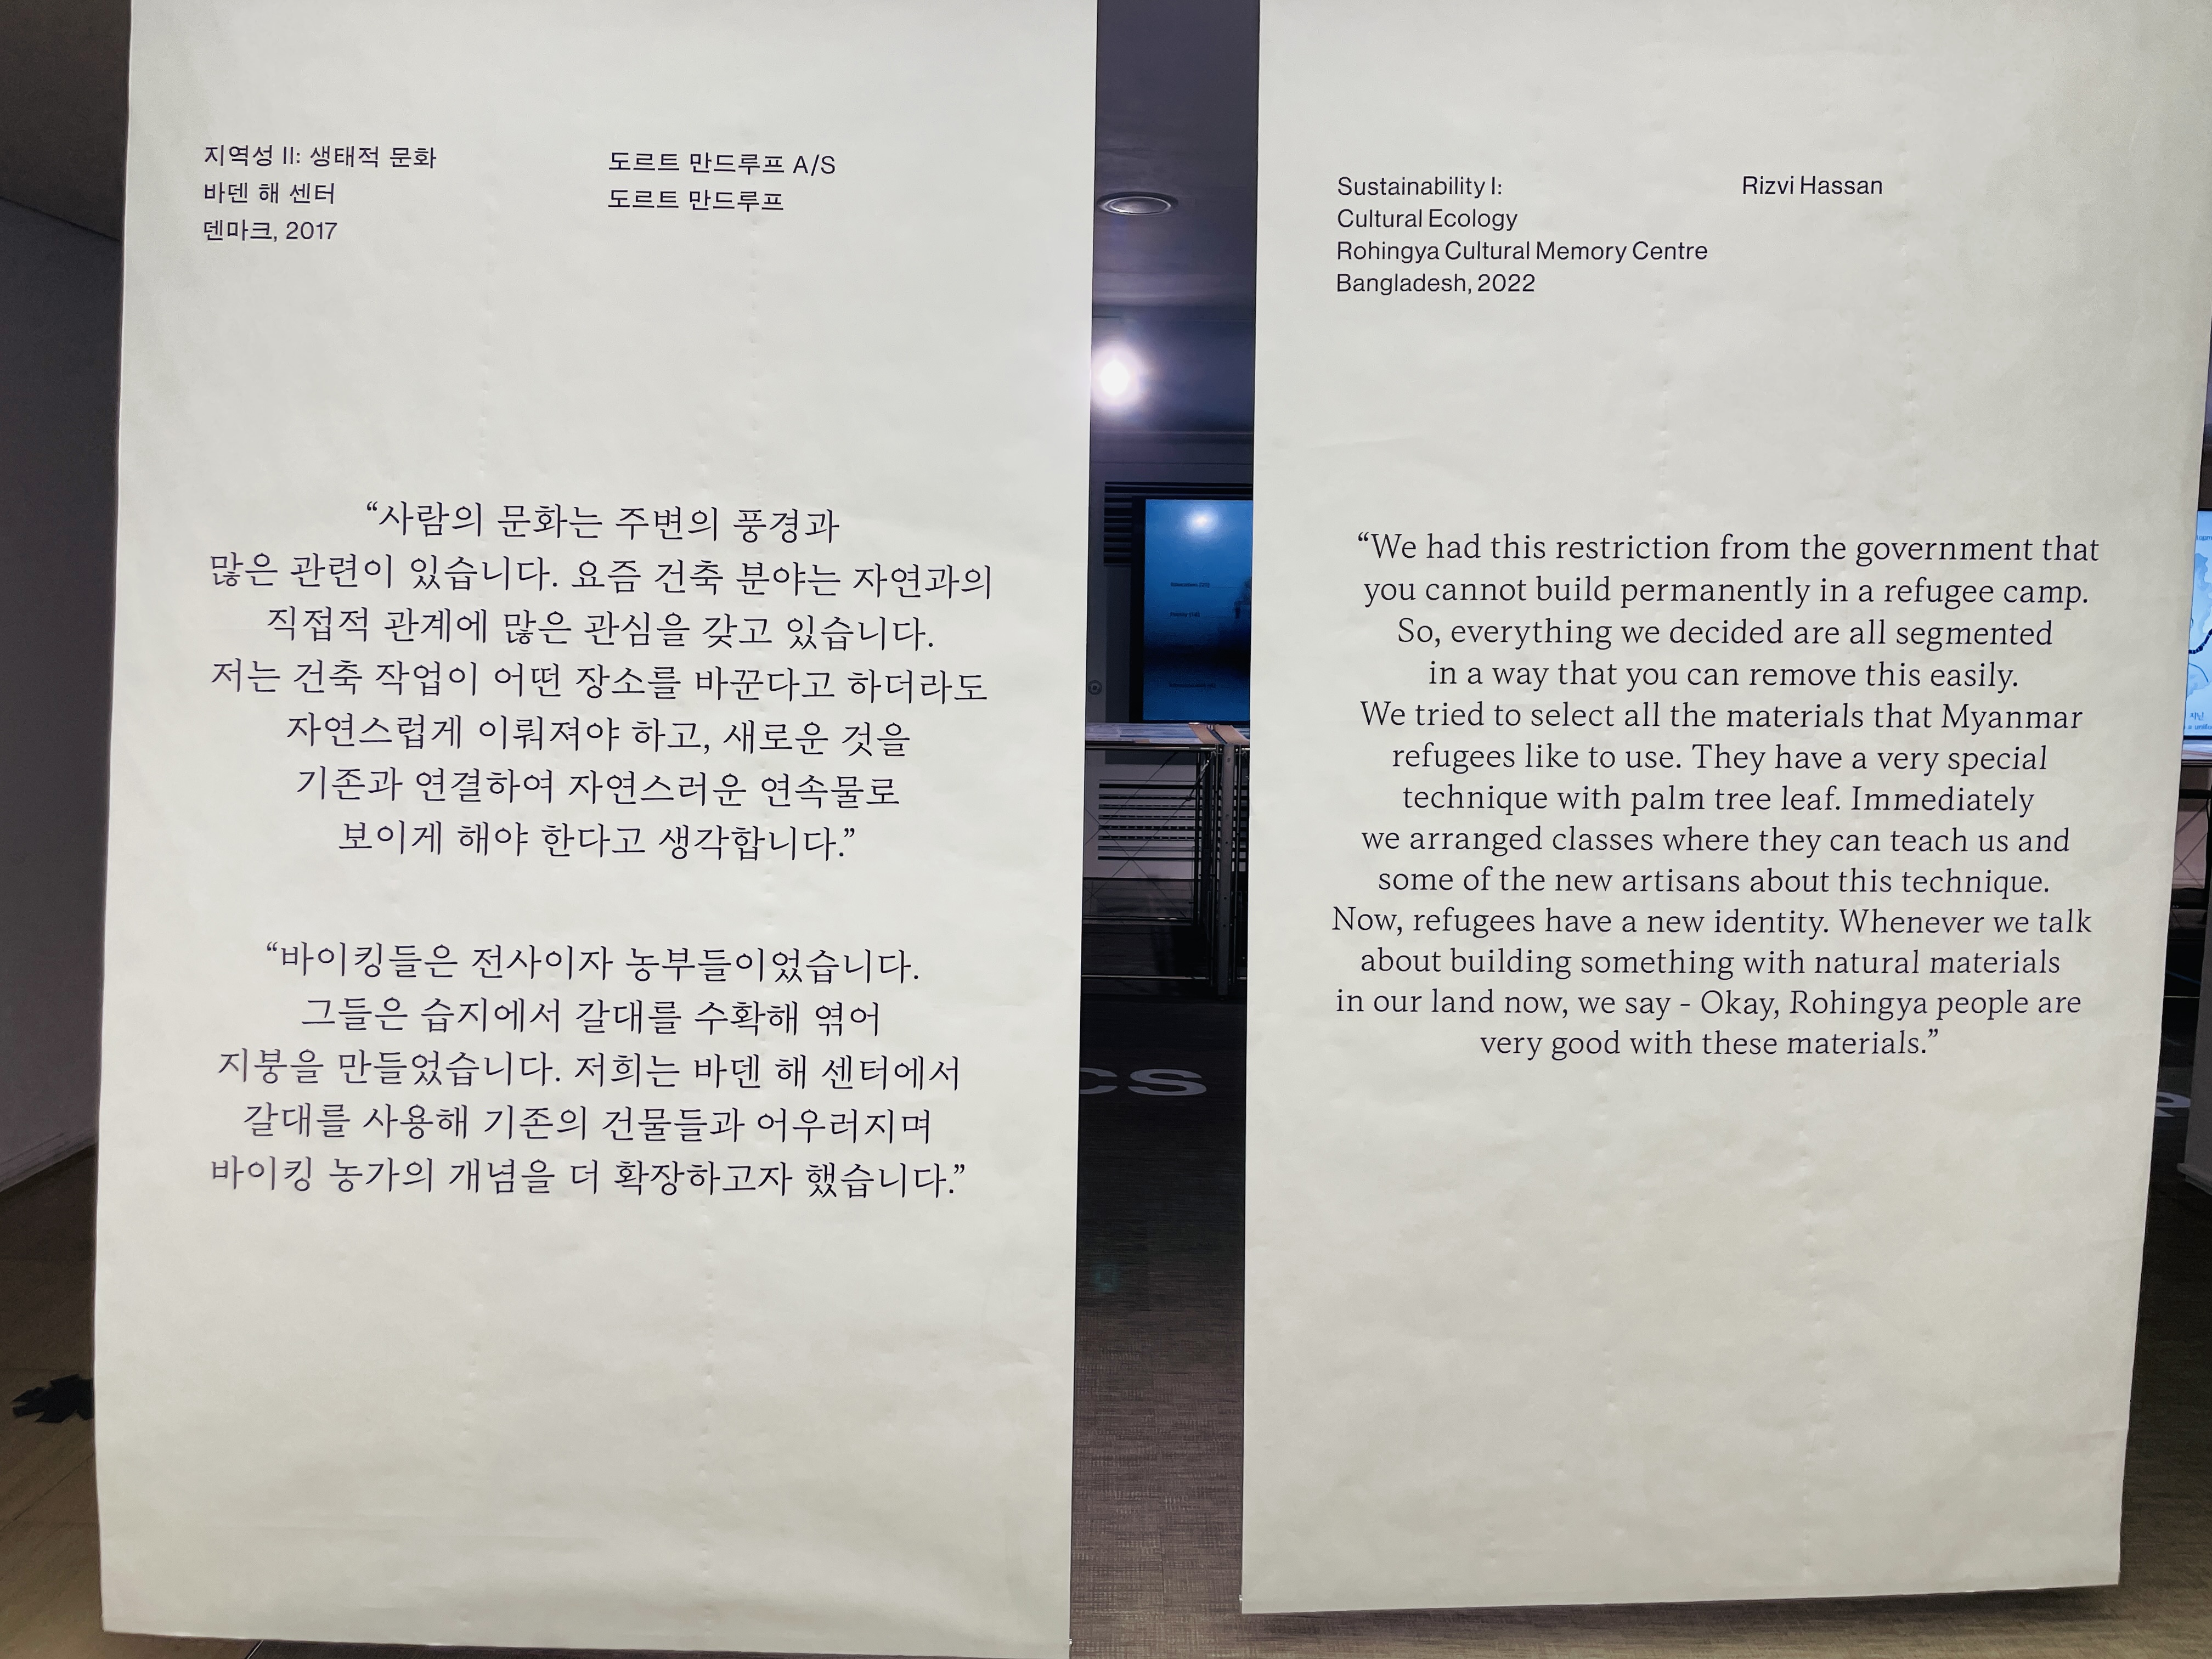 지역성 II: 생태적 문화
바덴 해 센터
덴마크, 2017
도르트 만드루프 A/S
도르트 만드루프
“사람의 문화는 주변의 풍경과
많은 관련이 있습니다. 요즘 건축 분야는 자연과의
직접적 관계에 많은 관심을 갖고 있습니다.
저는 건축 작업이 어떤 장소를 바꾼다고 하더라도
자연스럽게 이뤄져야 하고, 새로운 것을
기존과 연결하여 자연스러운 연속물로
보이게 해야 한다고 생각합니다.”
“바이킹들은 전사이자 농부들이었습니다.
그들은 습지에서 갈대를 수확해 엮어
지붕을 만들었습니다. 저희는 바덴 해 센터에서
갈대를 사용해 기존의 건물들과 어우러지며
바이킹 농가의 개념을 더 확장하고자 했습니다.”
Sustainability I:
Cultural Ecology
Rohingya Cultural Memory Centre
Bangladesh, 2022
Rizvi Hassan
“We had this restriction from the government that
you cannot build permanently in a refugee camp.
So, everything we decided are all segmented
in a way that you can remove this easily.
We tried to select all the materials that Myanmar
refugees like to use. They have a very special
technique with palm tree leaf. Immediately
we arranged classes where they can teach us and
some of the new artisans about this technique.
Now, refugees have a new identity. Whenever we talk
about building something with natural materials
in our land now, we say - Okay, Rohingya people are
very good with these materials.”